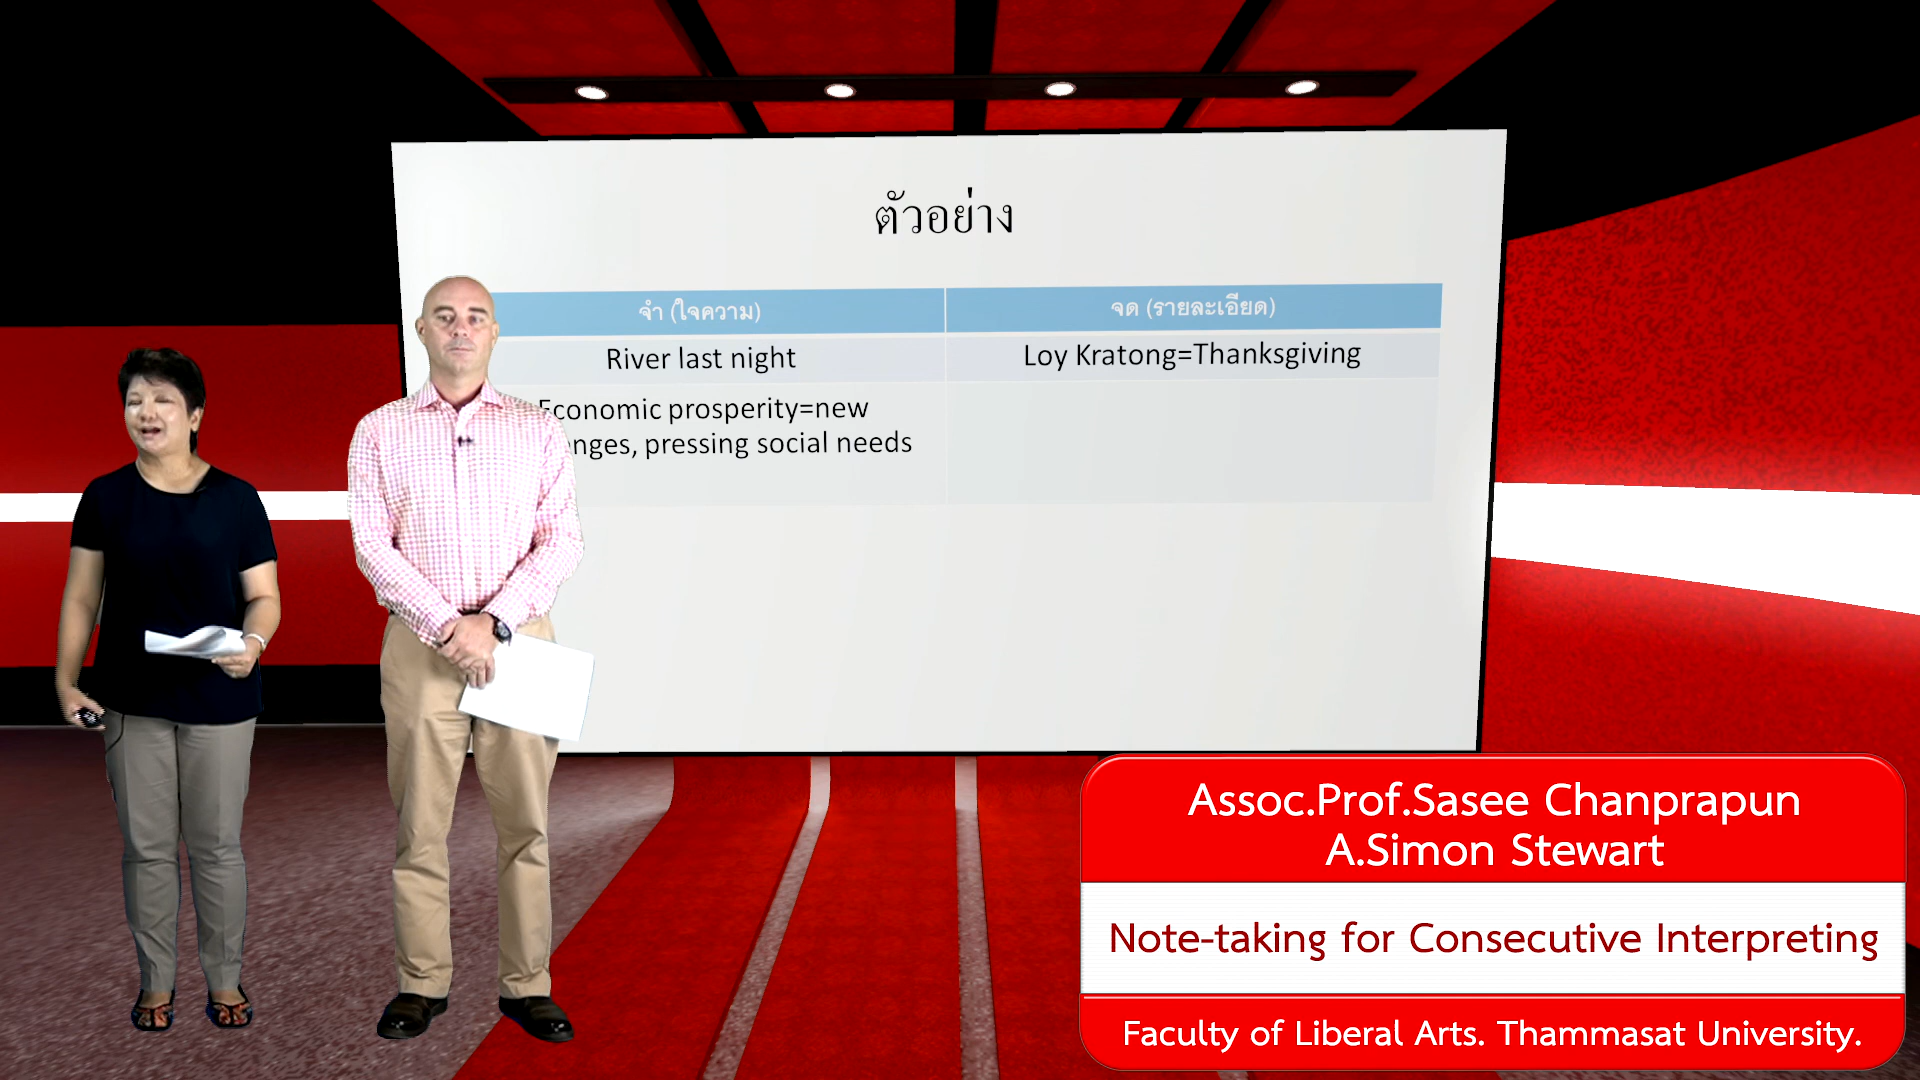 ตัวอย่าง
จำ (ใจความ)
จด (รายละเอียด)
River last night
Loy Kratong=Thanksgiving
Economic prosperity=new
pressing social needs
Assoc.Prof.Sasee Chanprapun
A.Simon Stewart
Note-taking for Consecutive Interpreting
Faculty of Liberal Arts. Thammasat University.